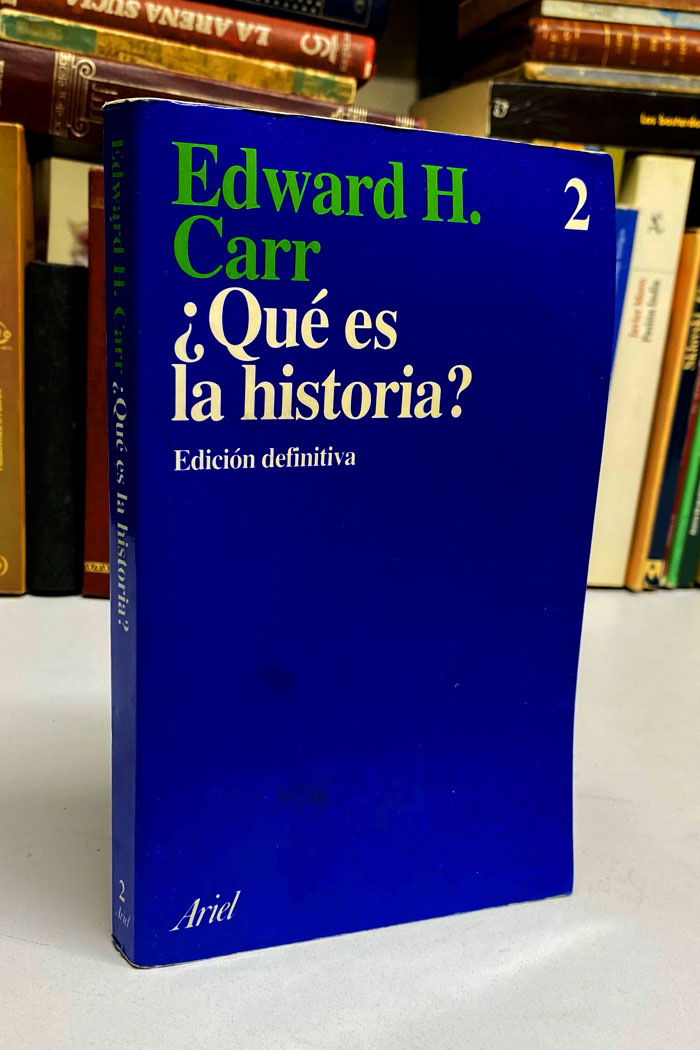 LA ARENA SUCIA
Edward H.
Carr
2
¿Qué es
la historia?
Edición definitiva
Ariel
Edward H. Carr ¿Qué es la historia?
2
Ariel
Javier Moro
Pasión India